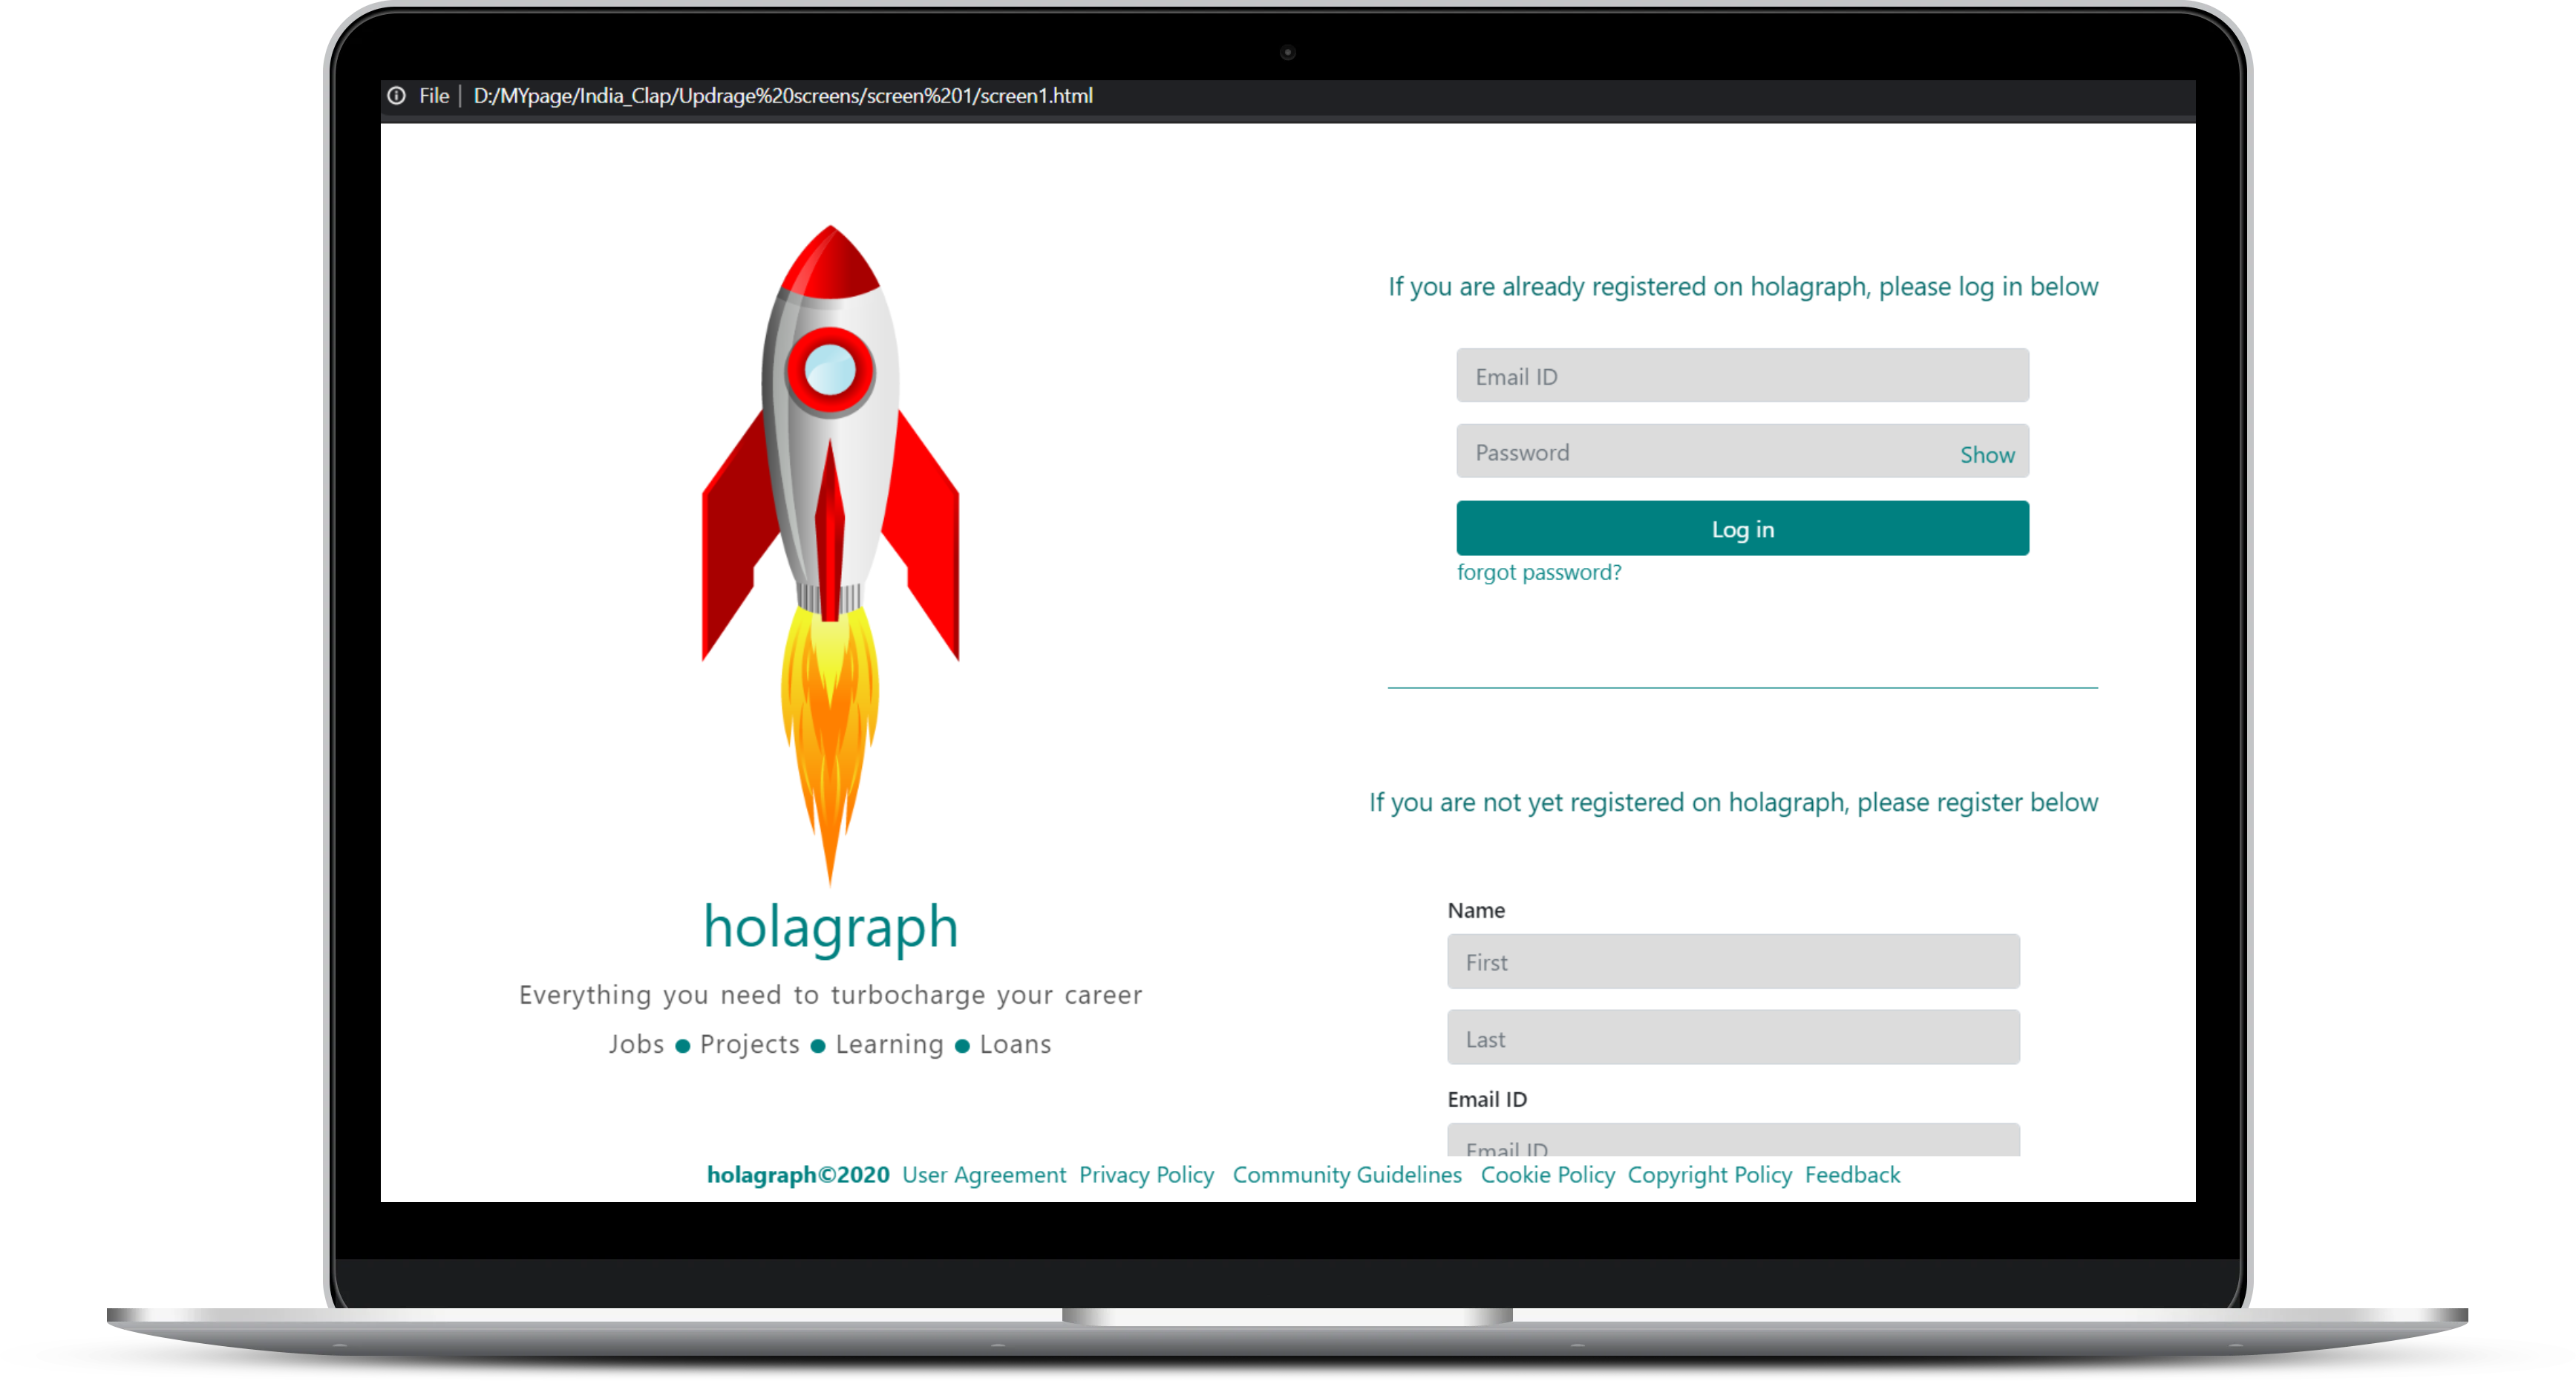 File | D:/MYpage/India_Clap/Updrage%20screens/screen%201/screen1.html
holagraph
Everything you need to turbocharge your career
Jobs ● Projects ● Learning ● Loans
If you are already registered on holagraph, please log in below
Email ID
Password Show
Log in
forgot password?
If you are not yet registered on holagraph, please register below
Name
First
Last
Email ID
Email ID
holagraph©2020 User Agreement Privacy Policy Community Guidelines Cookie Policy Copyright Policy Feedback